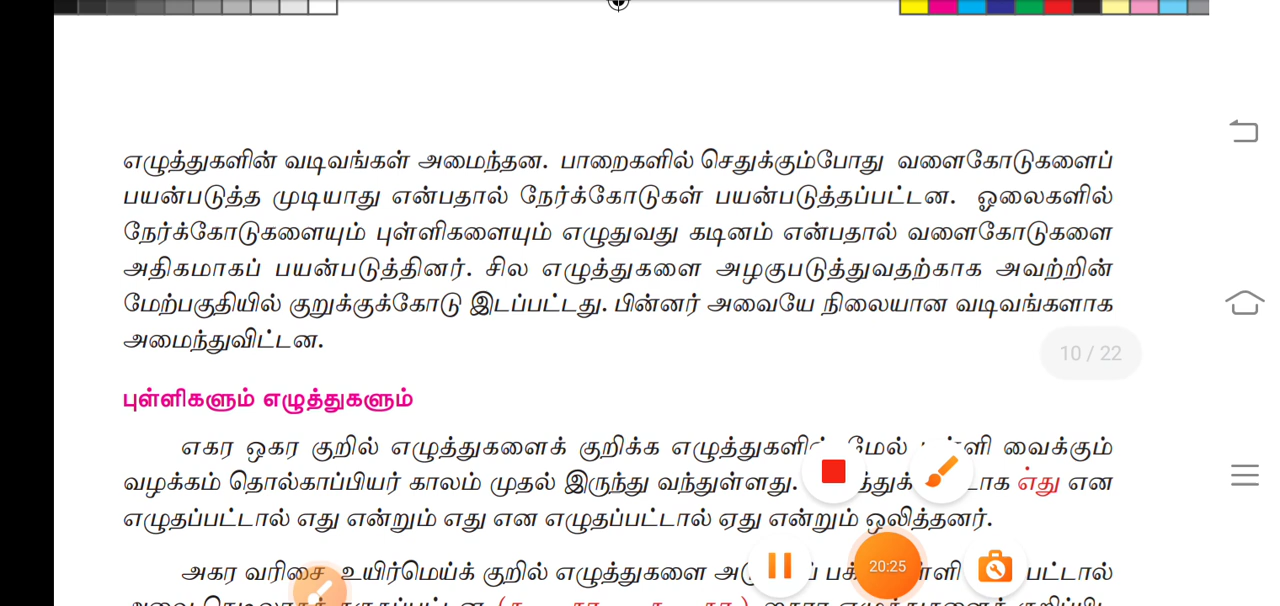 எழுத்துகளின் வடிவங்கள் அமைந்தன. பாறைகளில் செதுக்கும்போது வளைகோடுகளைப்
பயன்படுத்த முடியாது என்பதால் நேர்க்கோடுகள் பயன்படுத்தப்பட்டன. ஓலைகளில்
நேர்க்கோடுகளையும் புள்ளிகளையும் எழுதுவது கடினம் என்பதால் வளைகோடுகளை
அதிகமாகப் பயன்படுத்தினர். சில எழுத்துகளை அழகுபடுத்துவதற்காக அவற்றின்
மேற்பகுதியில் குறுக்குக்கோடு இடப்பட்டது. பின்னர் அவையே நிலையான வடிவங்களாக
அமைந்துவிட்டன.
10 / 22
புள்ளிகளும் எழுத்துகளும்
எகர ஒகர குறில் எழுத்துகளைக் குறிக்க மேல் வைக்கும்
வழக்கம் தொல்காப்பியர் காலம் முதல் இருந்து வந்துள்ளது. எ்து என
எழுதப்பட்டால் எது என்றும் எது என எழுதப்பட்டால் ஏது என்றும் ஒலித்தனர்.
20:25
அகர வரிசை உயிர்மெய்க் குறில் எழுத்துகளை